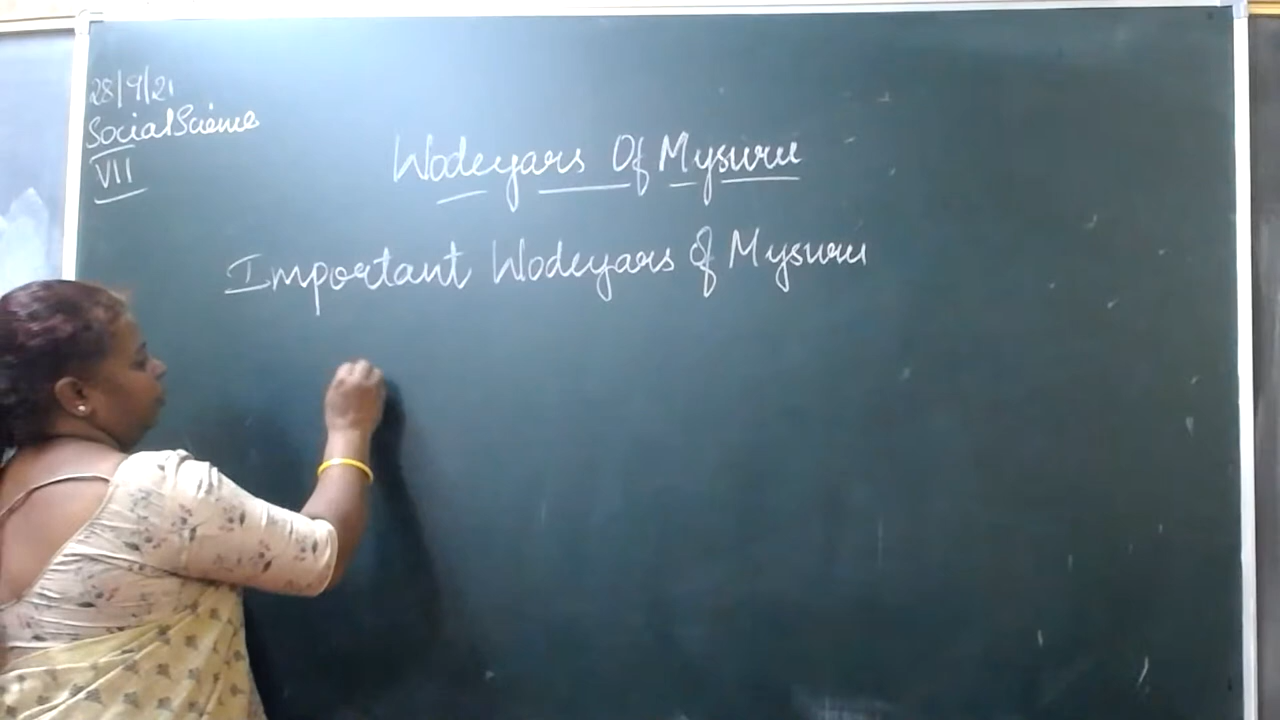 28/9/21
Social Science
VII
Wodeyars Of Mysuru
Important Wodeyars of Mysuru